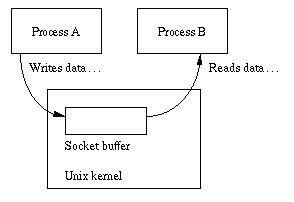 Process A
Process B
Writes data...
Reads data...
Socket buffer
Unix kernel